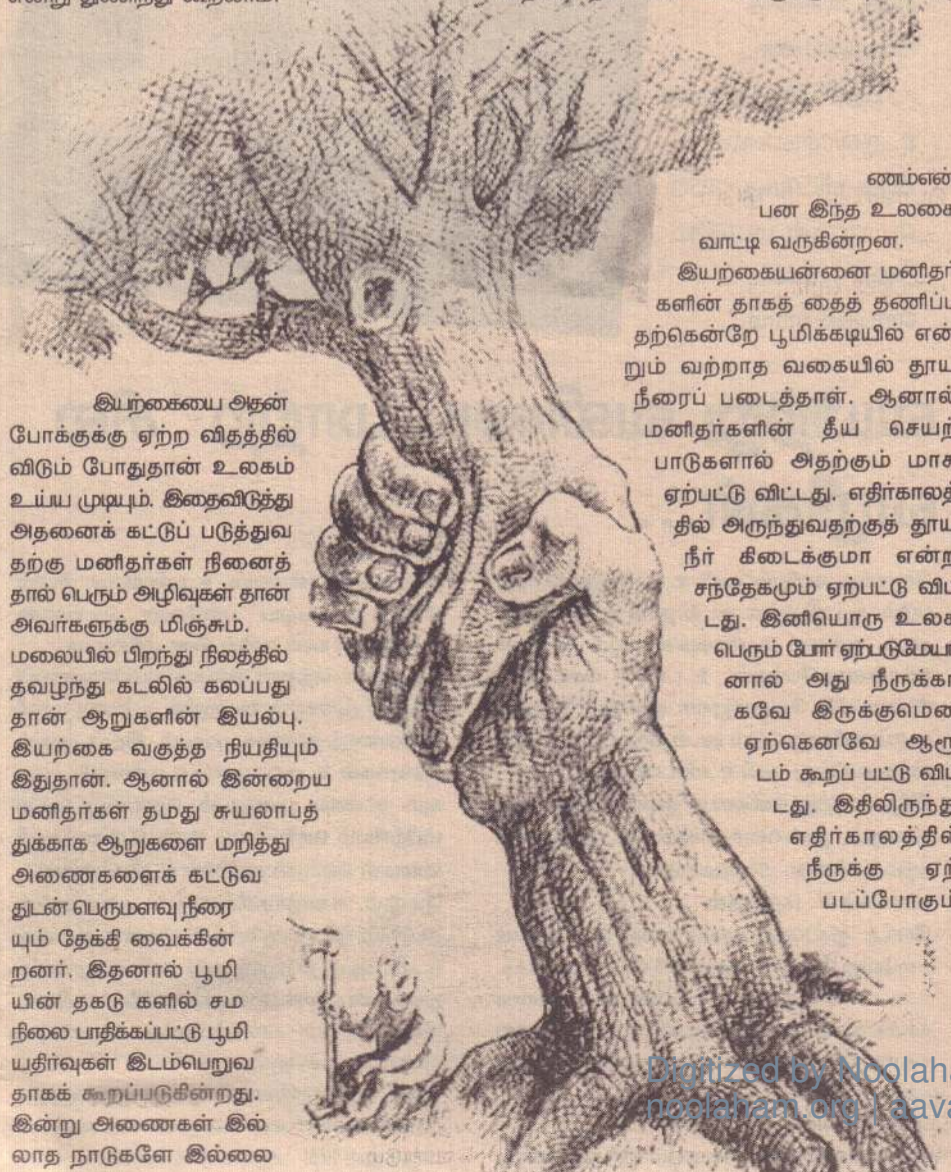 இயற்கையை அதன்
போக்குக்கு ஏற்ற விதத்தில்
விடும் போதுதான் உலகம்
உய்ய முடியும். இதைவிடுத்து
அதனைக் கட்டுப் படுத்துவ
தற்கு மனிதர்கள் நினைத்
தால் பெரும் அழிவுகள் தான்
அவர்களுக்கு மிஞ்சும்.
மலையில் பிறந்து நிலத்தில்
தவழ்ந்து கடலில் கலப்பது
தான் ஆறுகளின் இயல்பு.
இயற்கை வகுத்த நியதியும்
இதுதான். ஆனால் இன்றைய
மனிதர்கள் தமது சுயலாபத்
துக்காக ஆறுகளை மறித்து
அணைகளைக் கட்டுவ
துடன் பெருமளவு நீரை
யும் தேக்கி வைக்கின்
றனர். இதனால் பூமி
யின் தகடு களில் சம
நிலை பாதிக்கப்பட்டு பூமி
யதிர்வுகள் இடம்பெறுவ
தாகக் கூறப்படுகின்றது.
இன்று அணைகள் இல்
லாத நாடுகளே இல்லை
ணம்என்
பன இந்த உலகை
வாட்டி வருகின்றன.
இயற்கையன்னை மனிதர்
களின் தாகத் தைத் தணிப்ப
தற்கென்றே பூமிக்கடியில் என்
றும் வற்றாத வகையில் தூய
நீரைப் படைத்தாள். ஆனால்
மனிதர்களின் தீய செயற்
பாடுகளால் அதற்கும் மாசு
ஏற்பட்டு விட்டது. எதிர்காலத்
தில் அருந்துவதற்குத் தூய
நீர் கிடைக்குமா என்ற
சந்தேகமும் ஏற்பட்டு விட்
டது. இனியொரு உலக
பெரும் போர் ஏற்படுமேயா
னால் அது நீருக்கா
கவே இருக்குமென
ஏற்கெனவே ஆரூ
டம் கூறப் பட்டு விட்
டது. இதிலிருந்து
எதிர்காலத்தில்
நீருக்கு ஏற்
படப்போகும்
Digitized by Noolaha
noolaham.org | aava